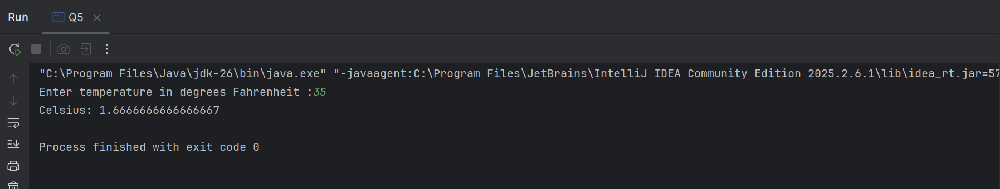 Run Q5
"C:\Program Files\Java\jdk-26\bin\java.exe" "-javaagent:C:\Program Files\JetBrains\IntelliJ IDEA Community Edition 2025.2.6.1\lib\idea_rt.jar=57
Enter temperature in degrees Fahrenheit :35
Celsius: 1.6666666666666667
Process finished with exit code 0